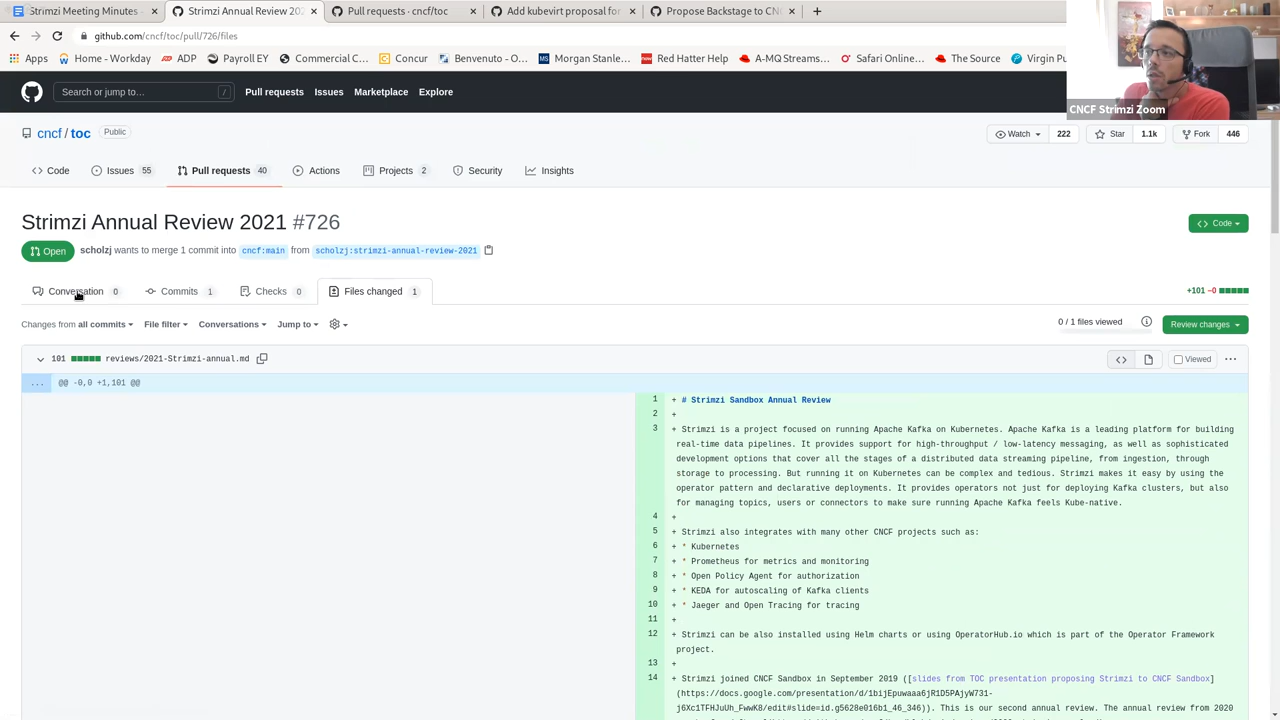 Strimzi Meeting Minutes - × Strimzi Annual Review 202 × Pull requests · cncf/toc × Add kubevirt proposal for × Propose Backstage to CNC ×
github.com/cncf/toc/pull/726/files
Apps Home - Workday ADP Payroll EY Commercial C... Concur Benvenuto - O... Morgan Stanle... Red Hatter Help A-MQ Streams... Safari Online... The Source Virgin Pu
CNCF Strimzi Zoom
Search or jump to... / Pull requests Issues Marketplace Explore
cncf / toc Public
Watch 222 Star 1.1k Fork 446
Code Issues 55 Pull requests 40 Actions Projects 2 Security Insights
Strimzi Annual Review 2021 #726
Code
Open scholzj wants to merge 1 commit into cncf:main from scholzj:strimzi-annual-review-2021
Conversation 0 Commits 1 Checks 0 Files changed 1
+101 −0
Changes from all commits File filter Conversations Jump to
0 / 1 files viewed Review changes
101 reviews/2021-Strimzi-annual.md Viewed
... @@ -0,0 +1,101 @@
1 + # Strimzi Sandbox Annual Review
2 +
3 + Strimzi is a project focused on running Apache Kafka on Kubernetes. Apache Kafka is a leading platform for building
real-time data pipelines. It provides support for high-throughput / low-latency messaging, as well as sophisticated
development options that cover all the stages of a distributed data streaming pipeline, from ingestion, through
storage to processing. But running it on Kubernetes can be complex and tedious. Strimzi makes it easy by using the
operator pattern and declarative deployments. It provides operators not just for deploying Kafka clusters, but also
for managing topics, users or connectors to make sure running Apache Kafka feels Kube-native.
4 +
5 + Strimzi also integrates with many other CNCF projects such as:
6 + * Kubernetes
7 + * Prometheus for metrics and monitoring
8 + * Open Policy Agent for authorization
9 + * KEDA for autoscaling of Kafka clients
10 + * Jaeger and Open Tracing for tracing
11 +
12 + Strimzi can be also installed using Helm charts or using OperatorHub.io which is part of the Operator Framework
project.
13 +
14 + Strimzi joined CNCF Sandbox in September 2019 ([slides from TOC presentation proposing Strimzi to CNCF Sandbox]
(https://docs.google.com/presentation/d/1bijEpuwaaa6jR1D5PAjyW731-
j6Xc1TFHJuUh_FwwK8/edit#slide=id.g5628e016b1_46_346)). This is our second annual review. The annual review from 2020